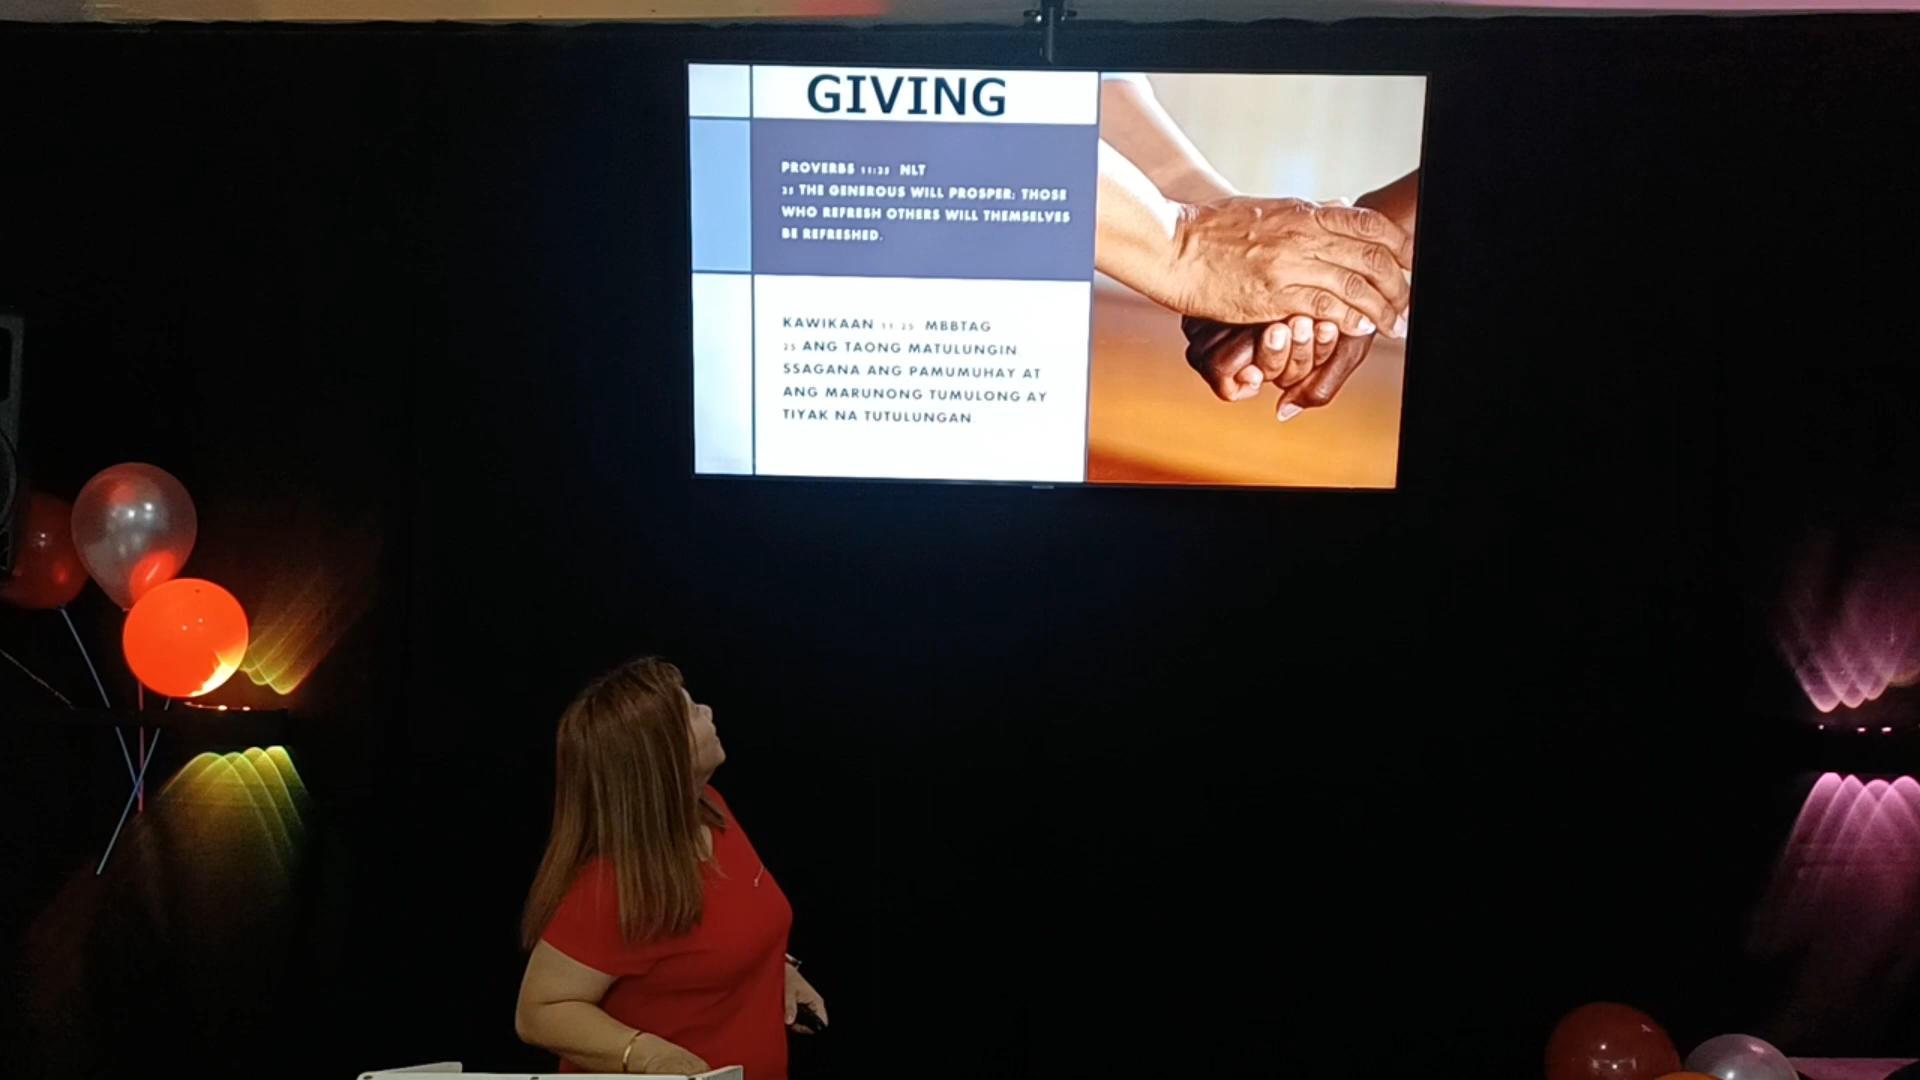 GIVING
PROVERBS 11:25 NLT
25 THE GENEROUS WILL PROSPER; THOSE
WHO REFRESH OTHERS WILL THEMSELVES
BE REFRESHED.
KAWIKAAN 11:25 MBBTAG
25 ANG TAONG MATULUNGIN
SSAGANA ANG PAMUMUHAY AT
ANG MARUNONG TUMULONG AY
TIYAK NA TUTULUNGAN